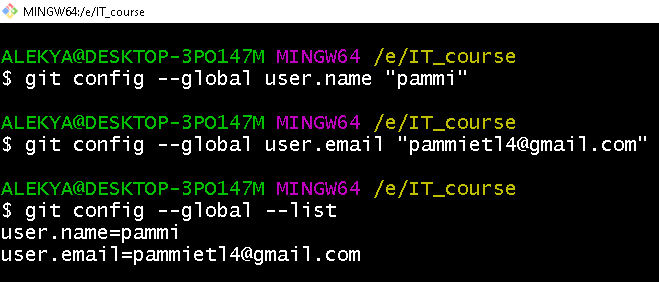 MINGW64:/e/IT_course
ALEKYA@DESKTOP-3PO147M MINGW64 /e/IT_course
$ git config --global user.name "pammi"
ALEKYA@DESKTOP-3PO147M MINGW64 /e/IT_course
$ git config --global user.email "pammietl4@gmail.com"
ALEKYA@DESKTOP-3PO147M MINGW64 /e/IT_course
$ git config --global --list
user.name=pammi
user.email=pammietl4@gmail.com